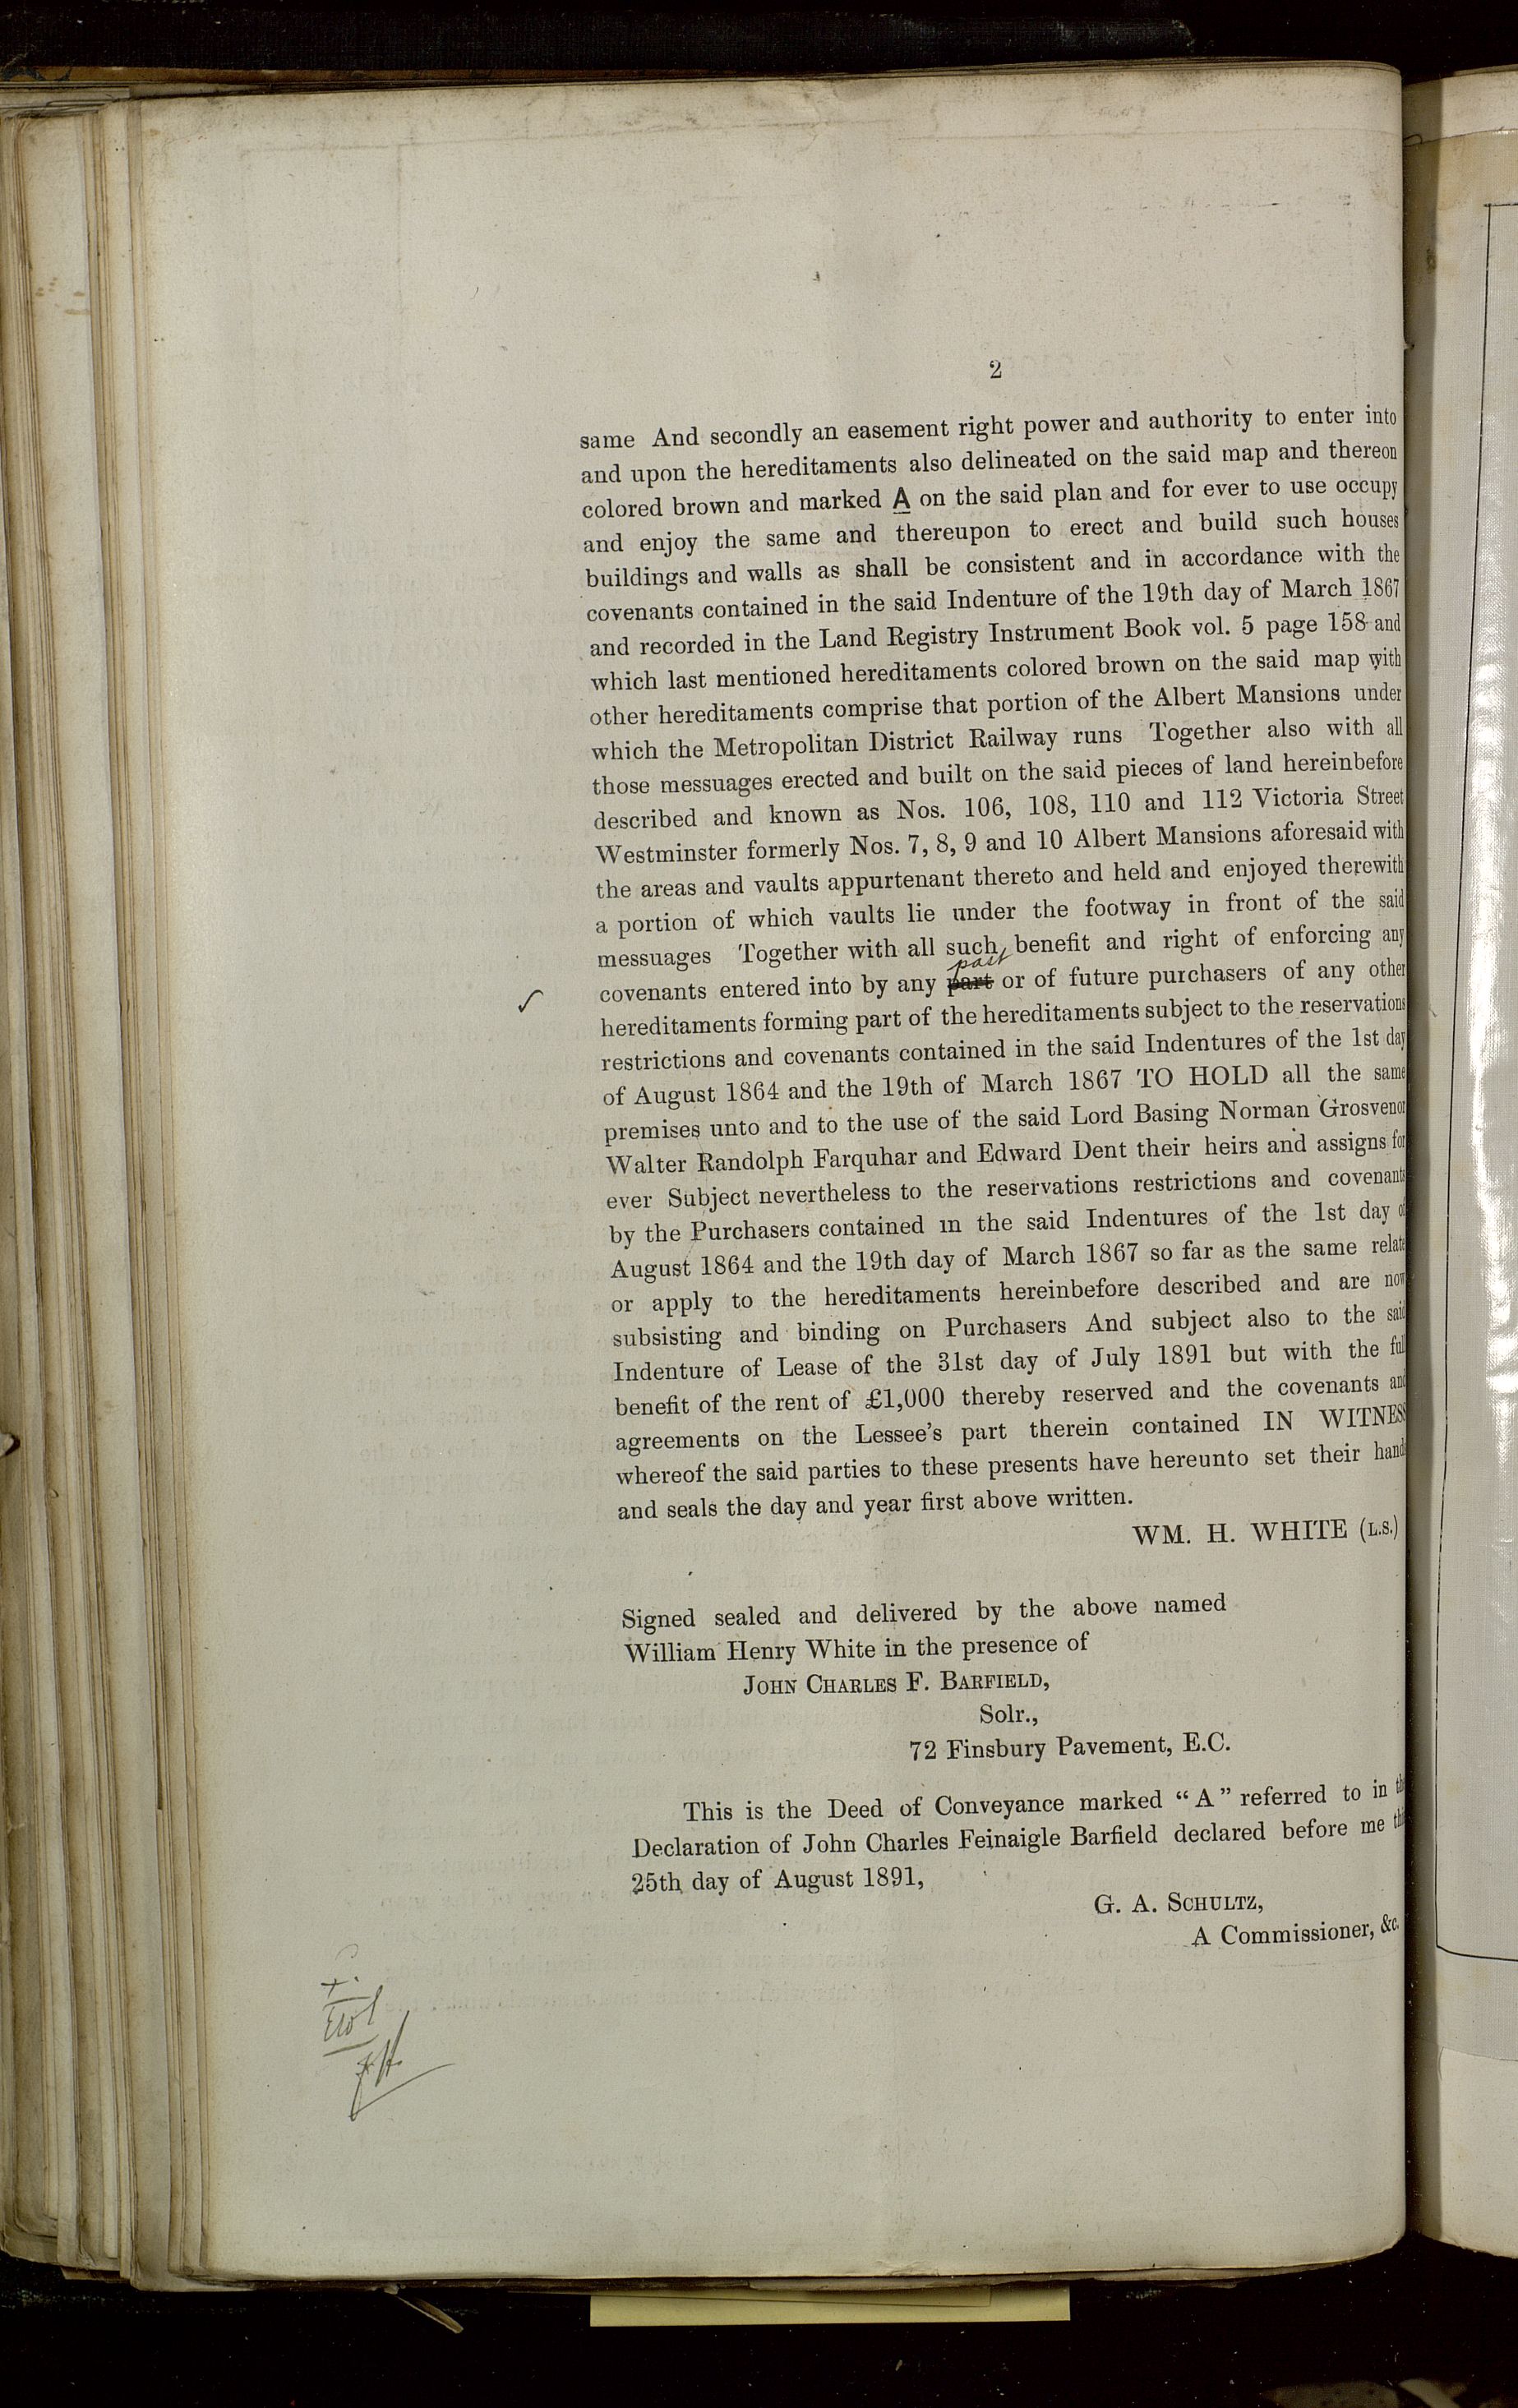 2
same And secondly an easement right power and authority to enter into
and upon the hereditaments also delineated on the said map and thereon
colored brown and marked A on the said plan and for ever to use occupy
and enjoy the same and thereupon to erect and build such houses
buildings and walls as shall be consistent and in accordance with the
covenants contained in the said Indenture of the 19th day of March 1867
and recorded in the Land Registry Instrument Book vol. 5 page 158 and
which last mentioned hereditaments colored brown on the said map with
other hereditaments comprise that portion of the Albert Mansions under
which the Metropolitan District Railway runs Together also with all
those messuages erected and built on the said pieces of land hereinbefore
described and known as Nos. 106, 108, 110 and 112 Victoria Street
Westminster formerly Nos. 7, 8, 9 and 10 Albert Mansions aforesaid with
the areas and vaults appurtenant thereto and held and enjoyed therewith
a portion of which vaults lie under the footway in front of the said
messuages Together with all such benefit and right of enforcing any
past
covenants entered into by any part or of future purchasers of any other
hereditaments forming part of the hereditaments subject to the reservations
restrictions and covenants contained in the said Indentures of the 1st day
of August 1864 and the 19th of March 1867 TO HOLD all the same
premises unto and to the use of the said Lord Basing Norman Grosvenor
Walter Randolph Farquhar and Edward Dent their heirs and assigns for
ever Subject nevertheless to the reservations restrictions and covenants
by the Purchasers contained in the said Indentures of the 1st day of
August 1864 and the 19th day of March 1867 so far as the same relate
or apply to the hereditaments hereinbefore described and are now
subsisting and binding on Purchasers And subject also to the said
Indenture of Lease of the 31st day of July 1891 but with the full
benefit of the rent of £1,000 thereby reserved and the covenants and
agreements on the Lessee's part therein contained IN WITNESS
whereof the said parties to these presents have hereunto set their hands
and seals the day and year first above written.
WM. H. WHITE (L.S.)
Signed sealed and delivered by the above named
William Henry White in the presence of
JOHN CHARLES F. BARFIELD,
Solr.,
72 Finsbury Pavement, E.C.
This is the Deed of Conveyance marked "A" referred to in the
Declaration of John Charles Feinaigle Barfield declared before me this
25th day of August 1891,
G. A. SCHULTZ,
A Commissioner, &c.